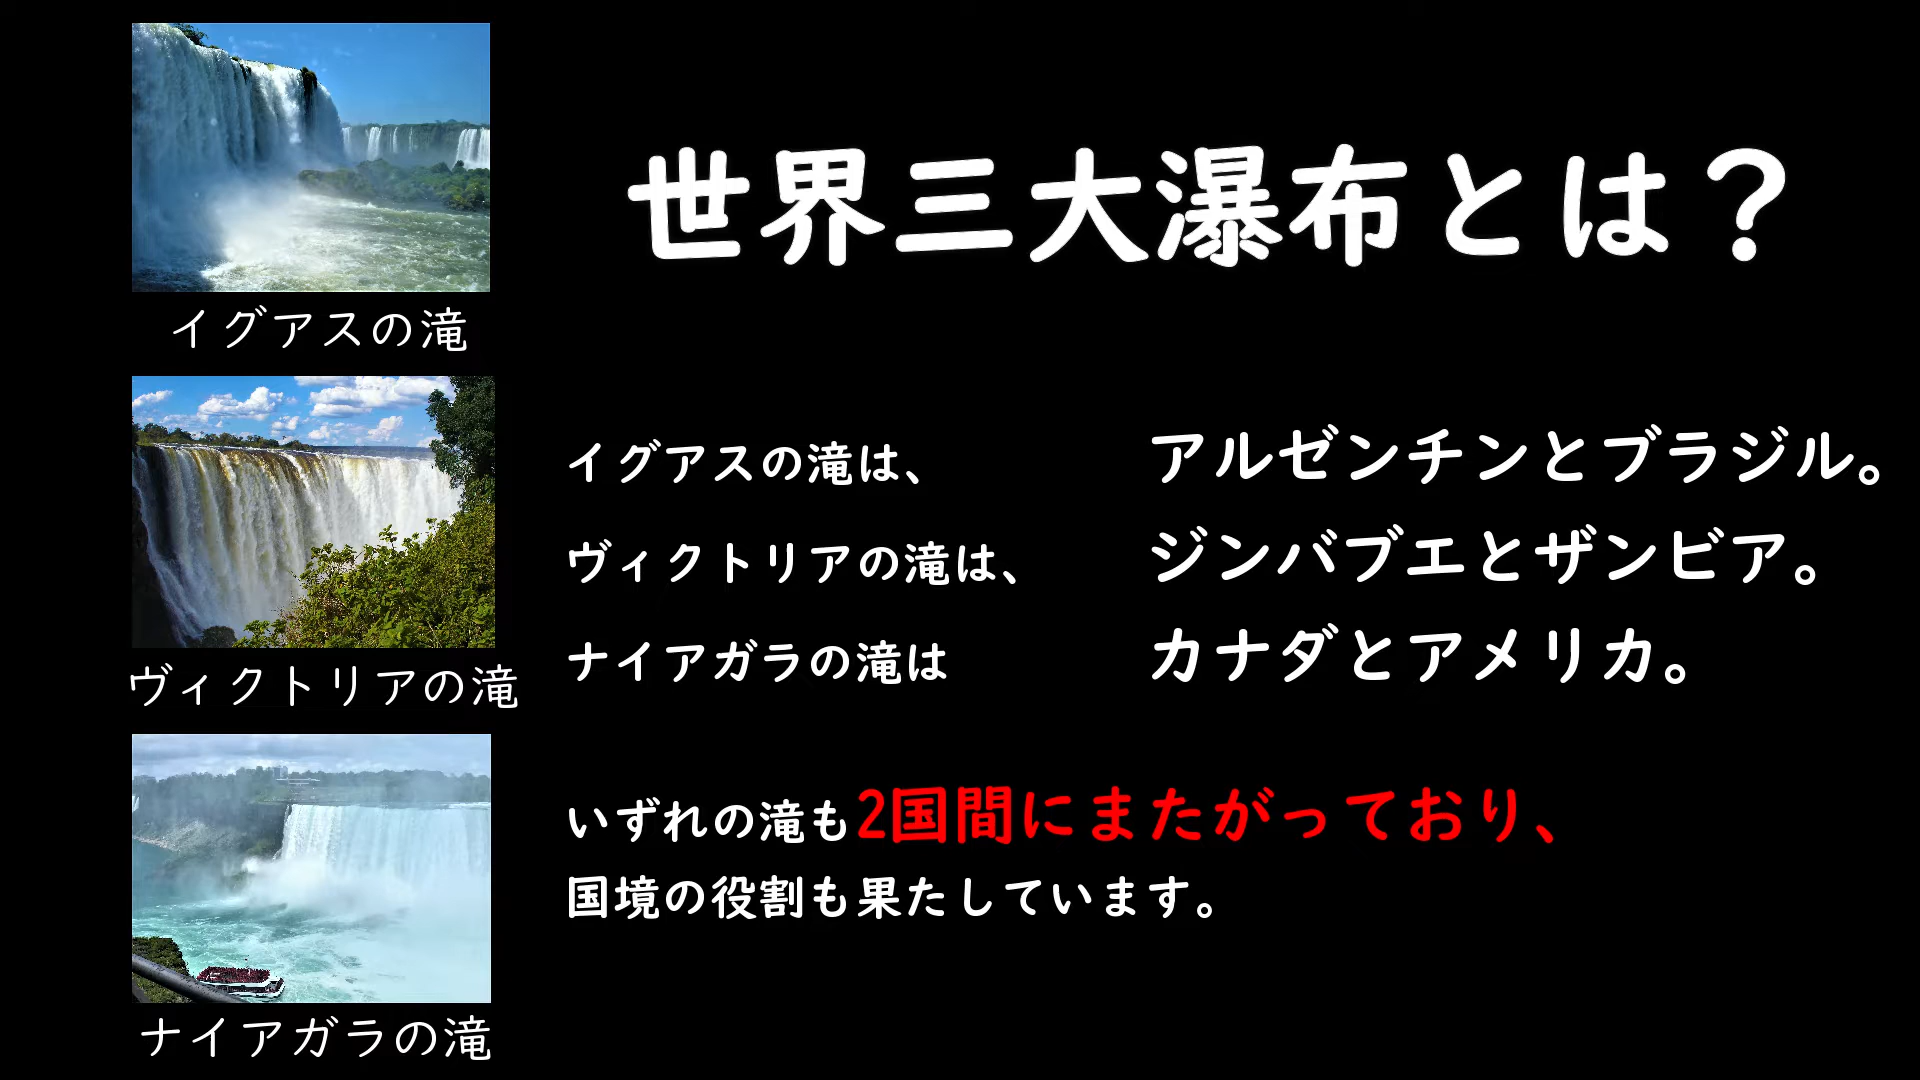 世界三大瀑布とは？
イグアスの滝
イグアスの滝は、 アルゼンチンとブラジル。
ヴィクトリアの滝は、 ジンバブエとザンビア。
ナイアガラの滝は カナダとアメリカ。
ヴィクトリアの滝
いずれの滝も2国間にまたがっており、
国境の役割も果たしています。
ナイアガラの滝